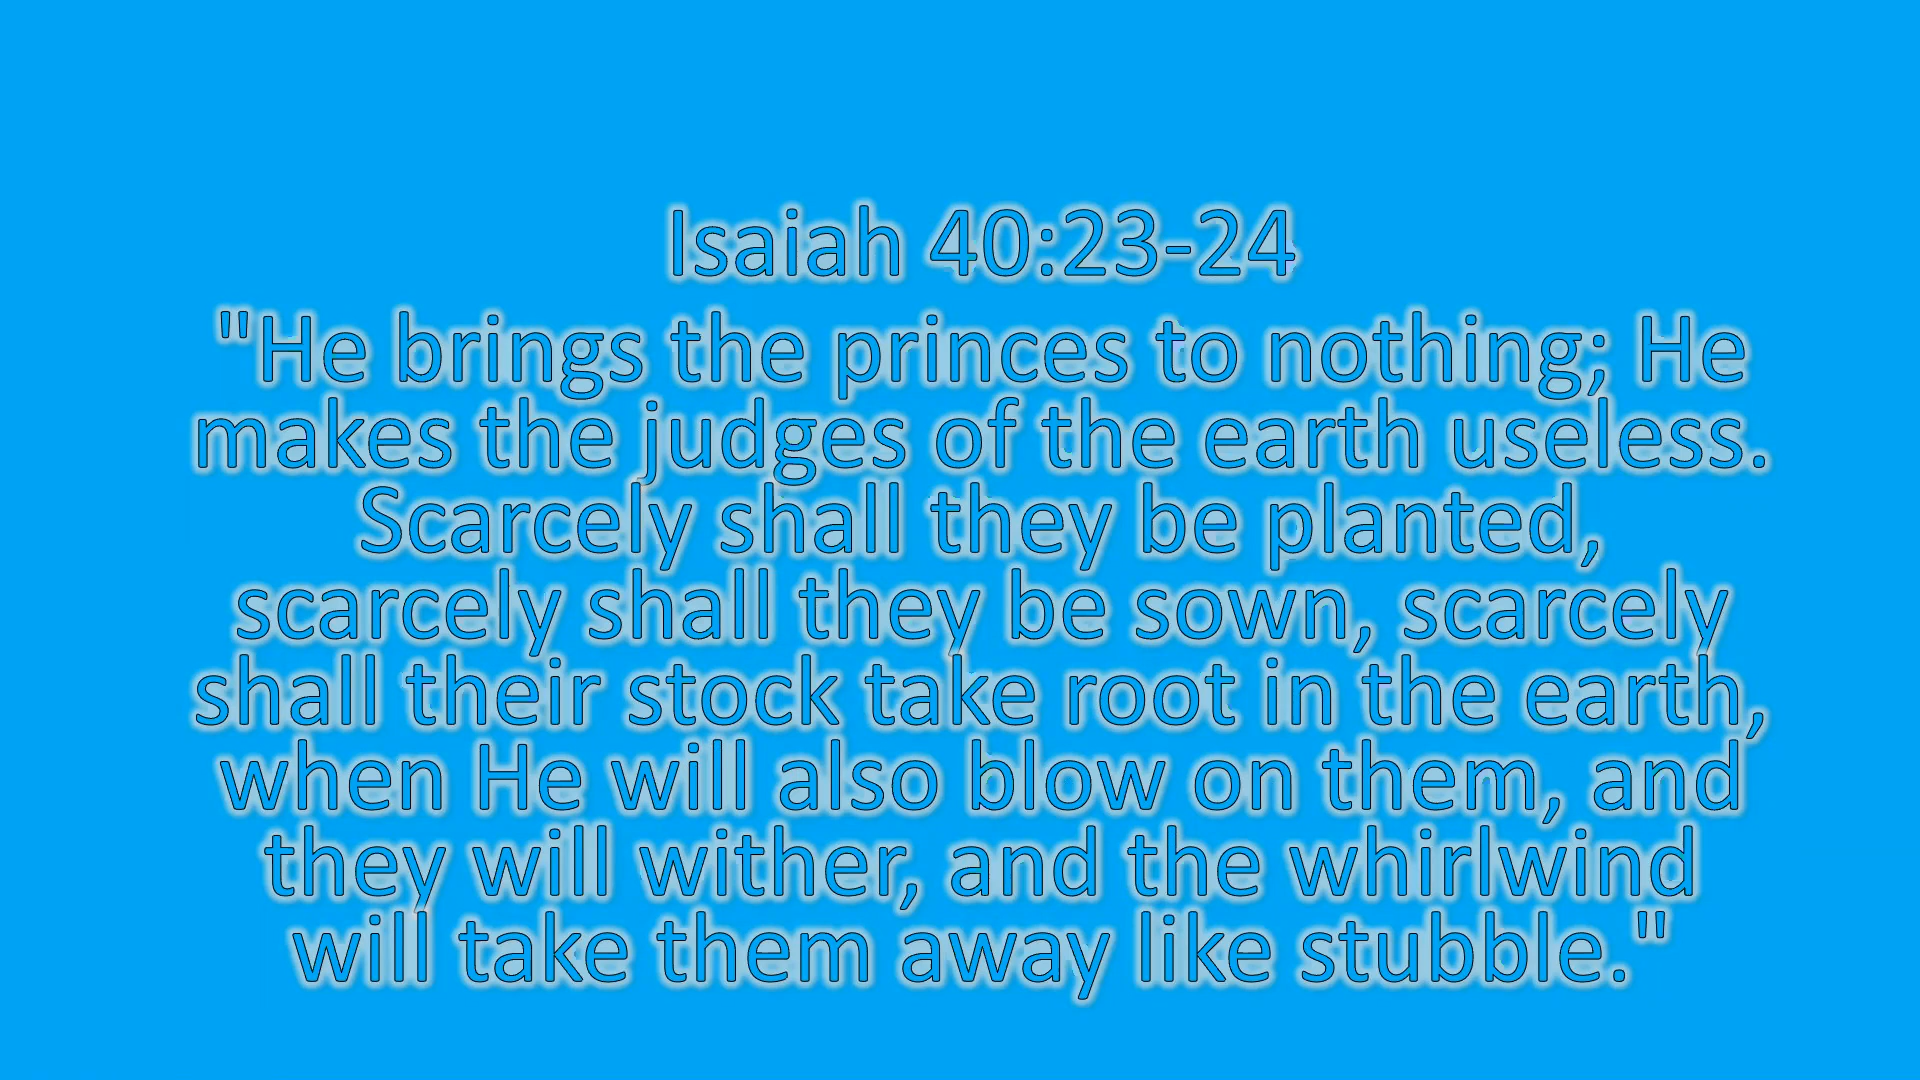 Isaiah 40:23-24
"He brings the princes to nothing; He
makes the judges of the earth useless.
Scarcely shall they be planted,
scarcely shall they be sown, scarcely
shall their stock take root in the earth,
when He will also blow on them, and
they will wither, and the whirlwind
will take them away like stubble."